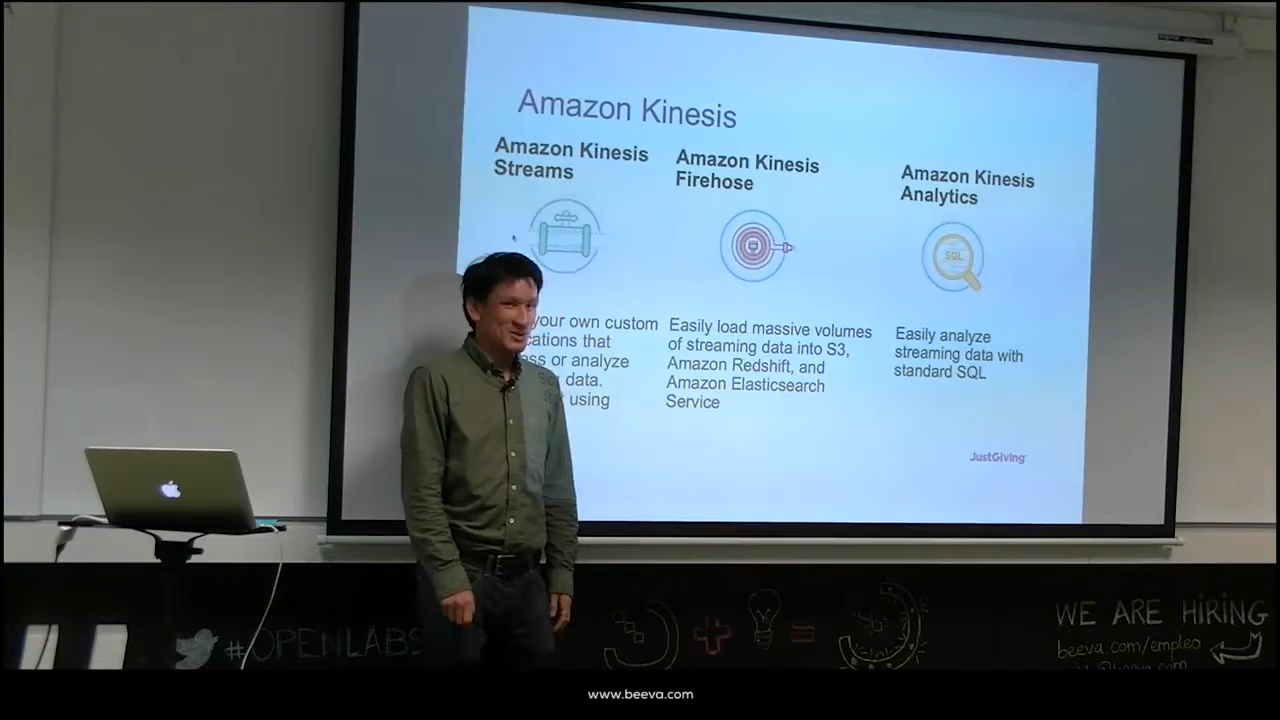 Amazon Kinesis
Amazon Kinesis
Streams
Amazon Kinesis
Firehose
Amazon Kinesis
Analytics
SQL
your own custom
that
or analyze
data.
using
Easily load massive volumes
of streaming data into S3,
Amazon Redshift, and
Amazon Elasticsearch
Service
Easily analyze
streaming data with
standard SQL
JustGiving
#OPENLABS
WE ARE HiRiNG
beeva.com/empleo
www.beeva.com